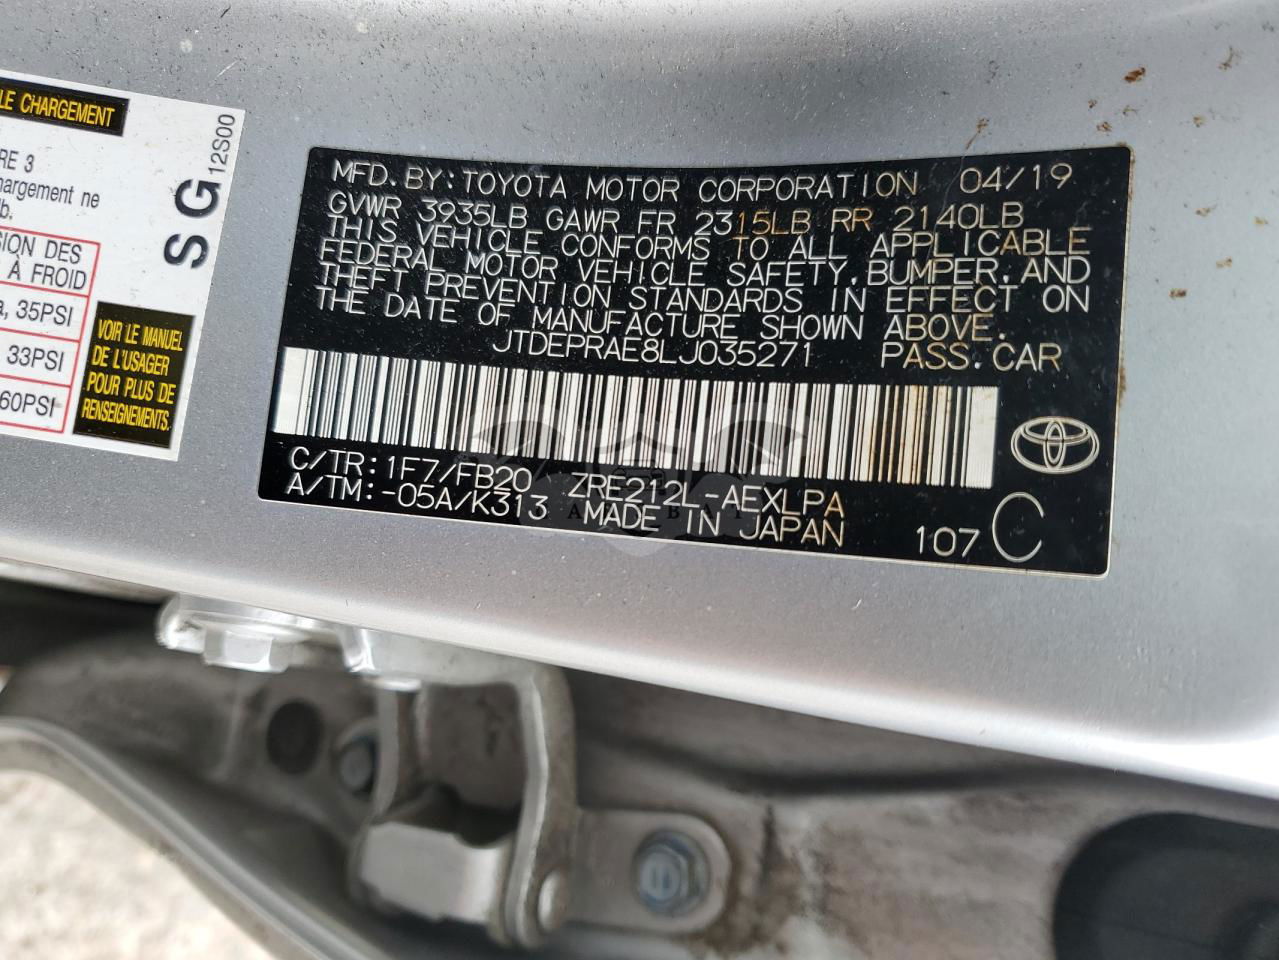 LE CHARGEMENT
RE 3
hargement ne
lb.
SION DES
À FROID
a, 35PSI
33PSI
60PSI
SG
12S00
VOIR LE MANUEL
DE L'USAGER
POUR PLUS DE
RENSEIGNEMENTS.
MFD. BY: TOYOTA MOTOR CORPORATION 04/19
GVWR 3935LB GAWR FR 2315LB RR 2140LB
THIS VEHICLE CONFORMS TO ALL APPLICABLE
FEDERAL MOTOR VEHICLE SAFETY, BUMPER, AND
THEFT PREVENTION STANDARDS IN EFFECT ON
THE DATE OF MANUFACTURE SHOWN ABOVE.
JTDEPRAE8LJ035271 PASS. CAR
C/TR: 1F7/FB20 ZRE212L-AEXLPA
A/TM: -05A/K313 MADE IN JAPAN 107 C